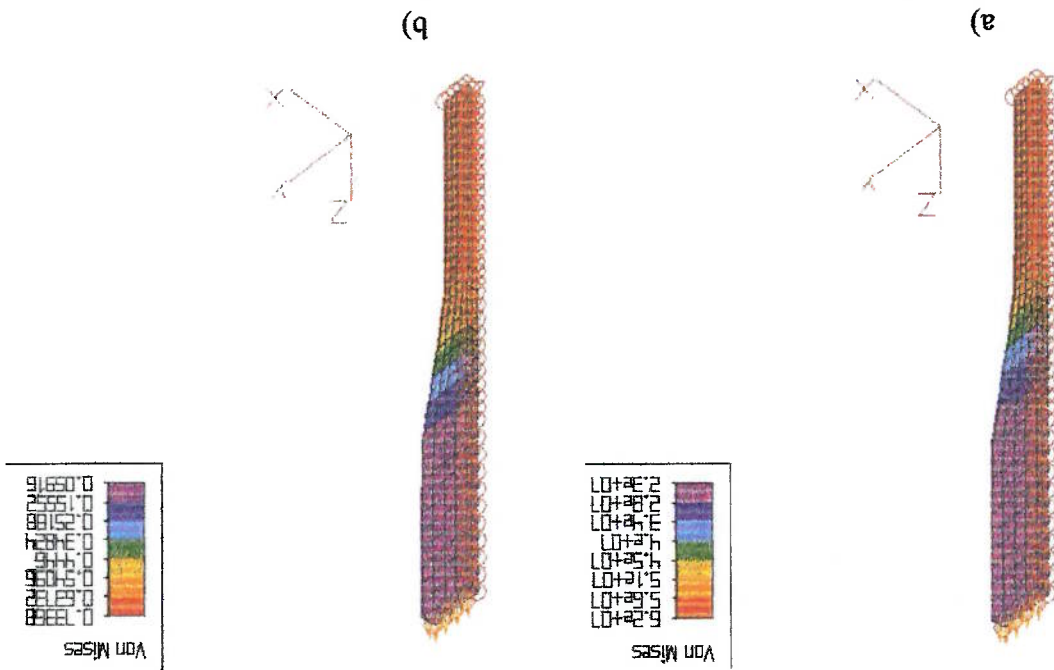 Von Mises
6.2e+07
5.6e+07
5.1e+07
4.5e+07
4.e+07
3.4e+07
2.8e+07
2.3e+07
Z
Y
X
a)
Von Mises
0.73368
0.63732
0.54096
0.4446
0.34824
0.25188
0.15552
0.05916
Z
Y
X
b)